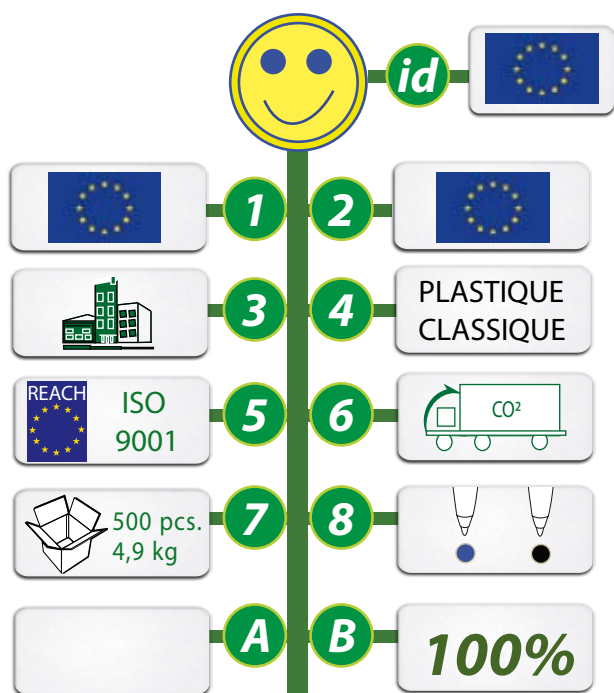 id
1
2
3
4
PLASTIQUE
CLASSIQUE
REACH
ISO
9001
5
6
CO²
500 pcs.
4,9 kg
7
8
A
B
100%